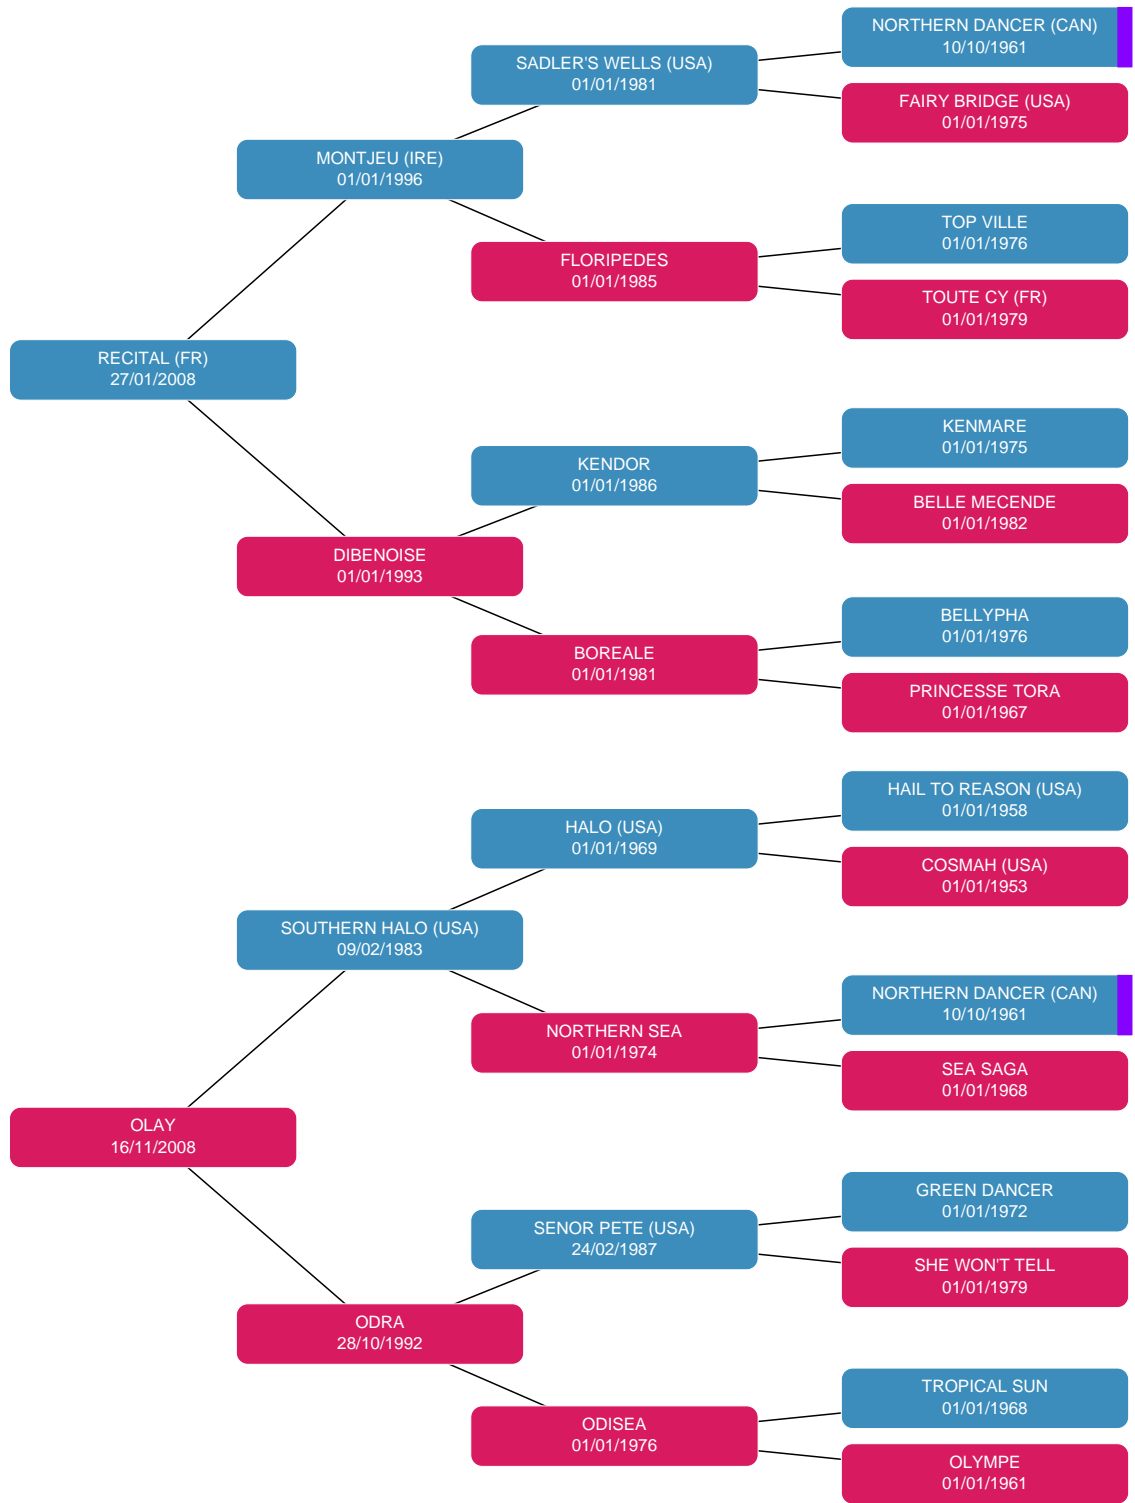 NORTHERN DANCER (CAN)
10/10/1961
SADLER'S WELLS (USA)
01/01/1981
FAIRY BRIDGE (USA)
01/01/1975
MONTJEU (IRE)
01/01/1996
TOP VILLE
01/01/1976
FLORIPEDES
01/01/1985
TOUTE CY (FR)
01/01/1979
RECITAL (FR)
27/01/2008
KENMARE
01/01/1975
KENDOR
01/01/1986
BELLE MECENDE
01/01/1982
DIBENOISE
01/01/1993
BELLYPHA
01/01/1976
BOREALE
01/01/1981
PRINCESSE TORA
01/01/1967
HAIL TO REASON (USA)
01/01/1958
HALO (USA)
01/01/1969
COSMAH (USA)
01/01/1953
SOUTHERN HALO (USA)
09/02/1983
NORTHERN DANCER (CAN)
10/10/1961
NORTHERN SEA
01/01/1974
SEA SAGA
01/01/1968
OLAY
16/11/2008
GREEN DANCER
01/01/1972
SENOR PETE (USA)
24/02/1987
SHE WON'T TELL
01/01/1979
ODRA
28/10/1992
TROPICAL SUN
01/01/1968
ODISEA
01/01/1976
OLYMPE
01/01/1961